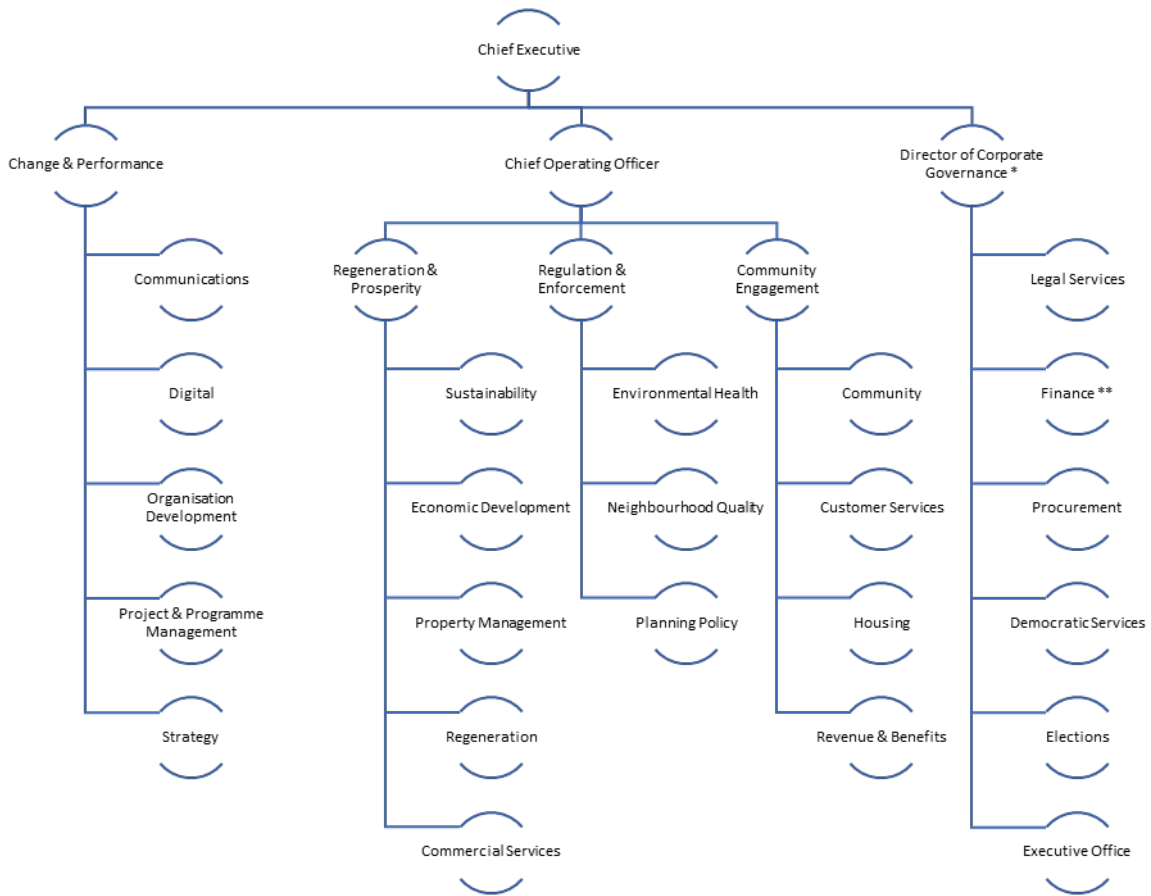 Chief Executive
Change & Performance
Chief Operating Officer
Director of Corporate
Governance *
Regeneration &
Prosperity
Regulation &
Enforcement
Community
Engagement
Communications
Legal Services
Digital
Sustainability
Environmental Health
Community
Finance **
Organisation
Development
Economic Development
Neighbourhood Quality
Customer Services
Procurement
Project & Programme
Management
Property Management
Planning Policy
Housing
Democratic Services
Strategy
Regeneration
Revenue & Benefits
Elections
Commercial Services
Executive Office